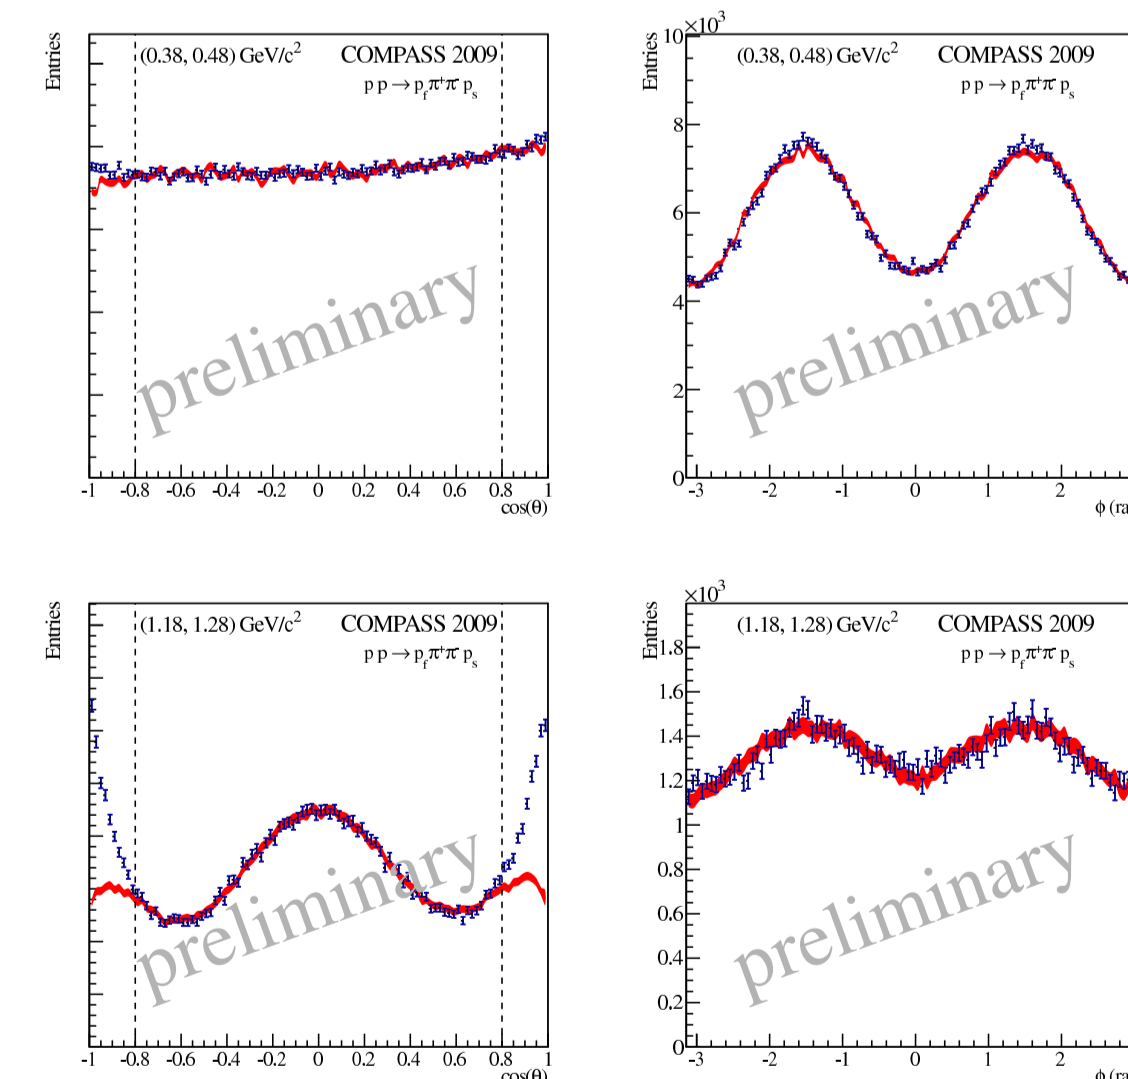 Entries
(0.38, 0.48) GeV/c²
COMPASS 2009
p p → p_f π⁺π⁻ p_s
preliminary
-1 -0.8 -0.6 -0.4 -0.2 0 0.2 0.4 0.6 0.8 1
cos(θ)
×10³
Entries
10
8
6
4
2
0
(0.38, 0.48) GeV/c²
COMPASS 2009
p p → p_f π⁺π⁻ p_s
preliminary
-3 -2 -1 0 1 2
ϕ (ra
Entries
(1.18, 1.28) GeV/c²
COMPASS 2009
p p → p_f π⁺π⁻ p_s
preliminary
-1 -0.8 -0.6 -0.4 -0.2 0 0.2 0.4 0.6 0.8 1
cos(θ)
×10³
Entries
1.8
1.6
1.4
1.2
1
0.8
0.6
0.4
0.2
0
(1.18, 1.28) GeV/c²
COMPASS 2009
p p → p_f π⁺π⁻ p_s
preliminary
-3 -2 -1 0 1 2
ϕ (ra